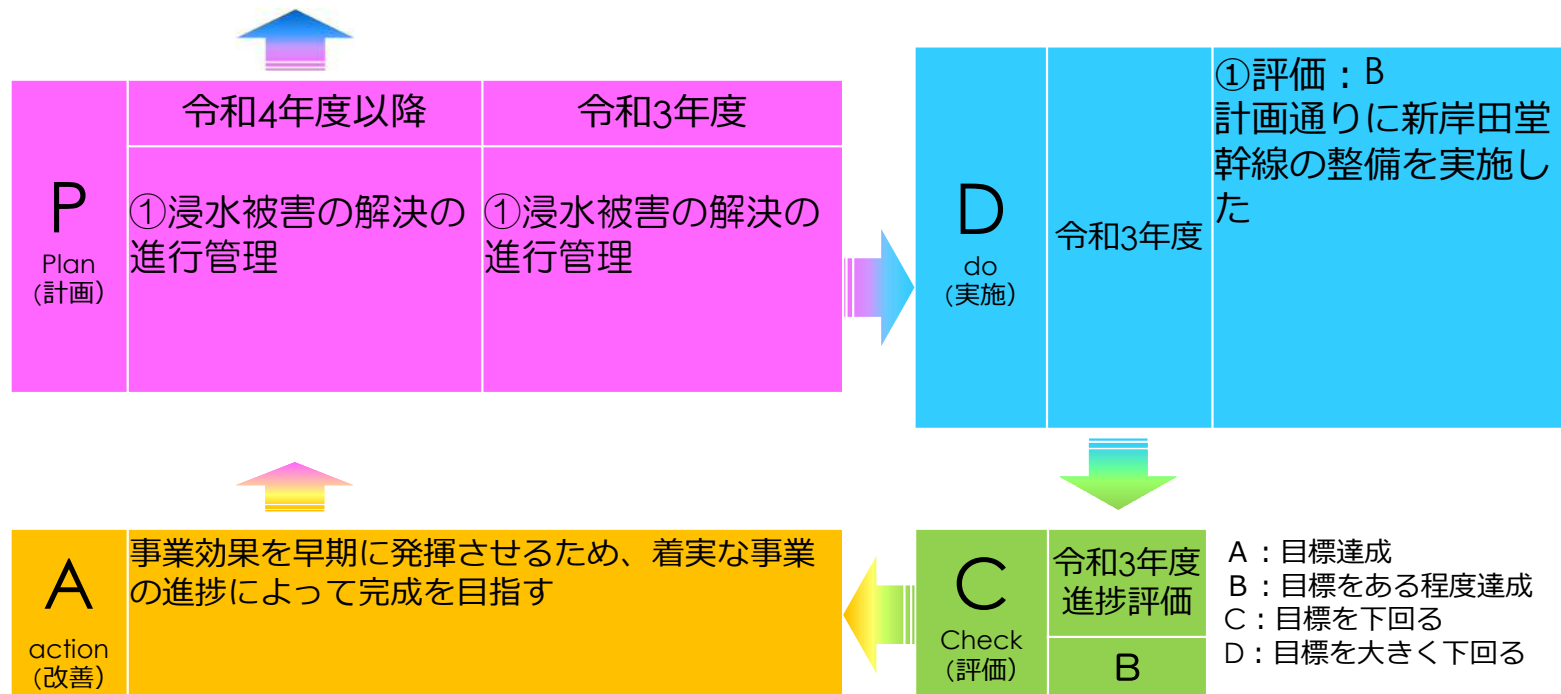 P
Plan
(計画)
令和4年度以降
令和3年度
①浸水被害の解決の
進行管理
①浸水被害の解決の
進行管理
D
do
(実施)
令和3年度
①評価：B
計画通りに新岸田堂
幹線の整備を実施し
た
A
action
(改善)
事業効果を早期に発揮させるため、着実な事業
の進捗によって完成を目指す
C
Check
(評価)
令和3年度
進捗評価
B
A：目標達成
B：目標をある程度達成
C：目標を下回る
D：目標を大きく下回る